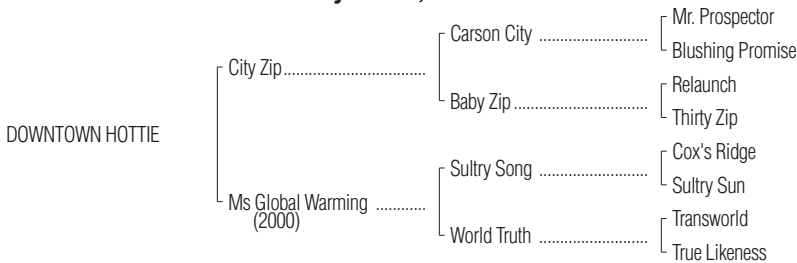 Mr. Prospector
Carson City ............................
Blushing Promise
City Zip.....................................
Relaunch
Baby Zip...................................
Thirty Zip
DOWNTOWN HOTTIE
Cox's Ridge
Sultry Song ............................
Sultry Sun
Ms Global Warming .............
(2000)
Transworld
World Truth ............................
True Likeness